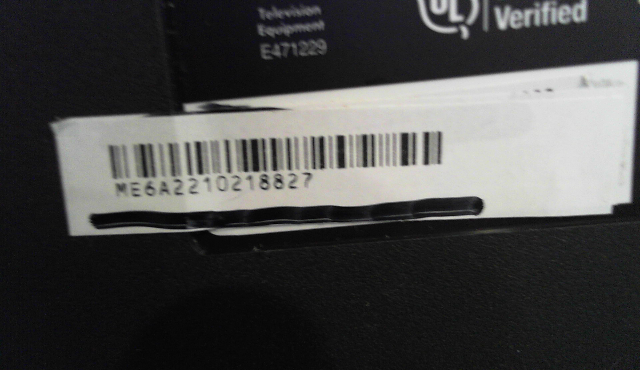 Television
Equipment
E471229
UL
Verified
ME6A2210218827